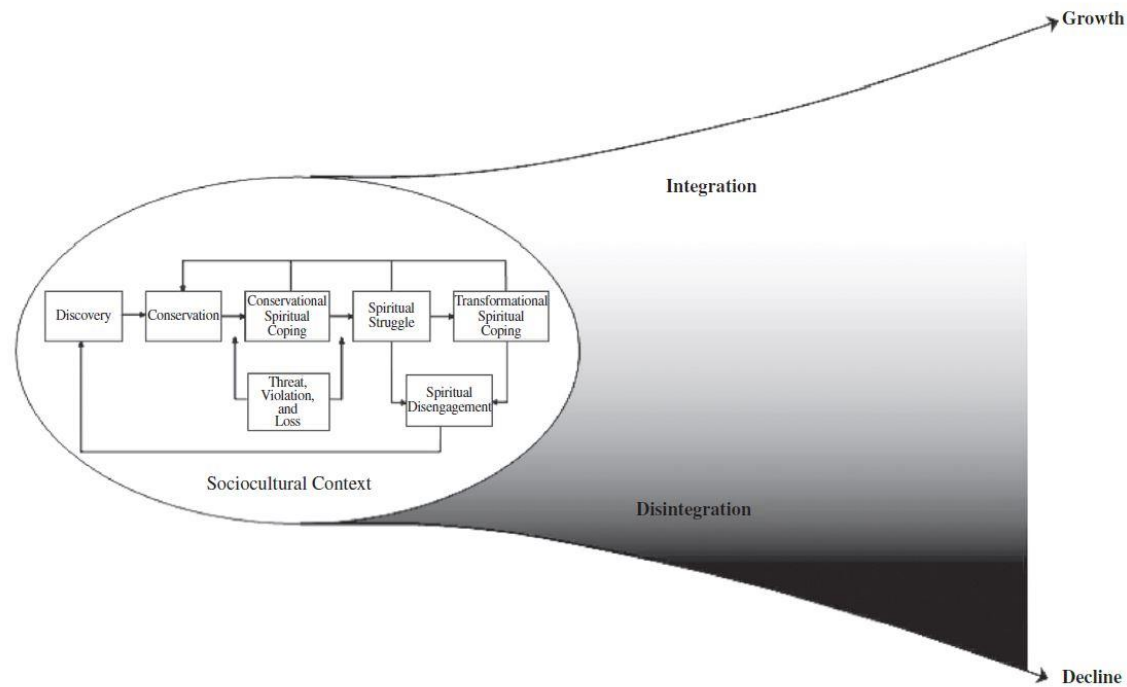 Growth
Integration
Discovery
Conservation
Conservational
Spiritual
Coping
Spiritual
Struggle
Transformational
Spiritual
Coping
Threat,
Violation,
and
Loss
Spiritual
Disengagement
Sociocultural Context
Disintegration
Decline